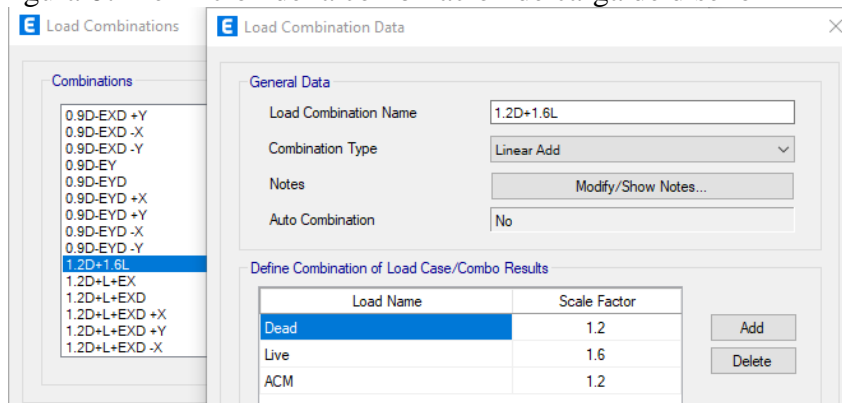 Load Combinations
Load Combination Data
Combinations
0.9D-EXD +Y
0.9D-EXD -X
0.9D-EXD -Y
0.9D-EY
0.9D-EYD
0.9D-EYD +X
0.9D-EYD +Y
0.9D-EYD -X
0.9D-EYD -Y
1.2D+1.6L
1.2D+L+EX
1.2D+L+EXD
1.2D+L+EXD +X
1.2D+L+EXD +Y
1.2D+L+EXD -X
General Data
Load Combination Name 1.2D+1.6L
Combination Type Linear Add
Notes Modify/Show Notes...
Auto Combination No
Define Combination of Load Case/Combo Results
Load Name Scale Factor
Dead 1.2 Add
Live 1.6 Delete
ACM 1.2